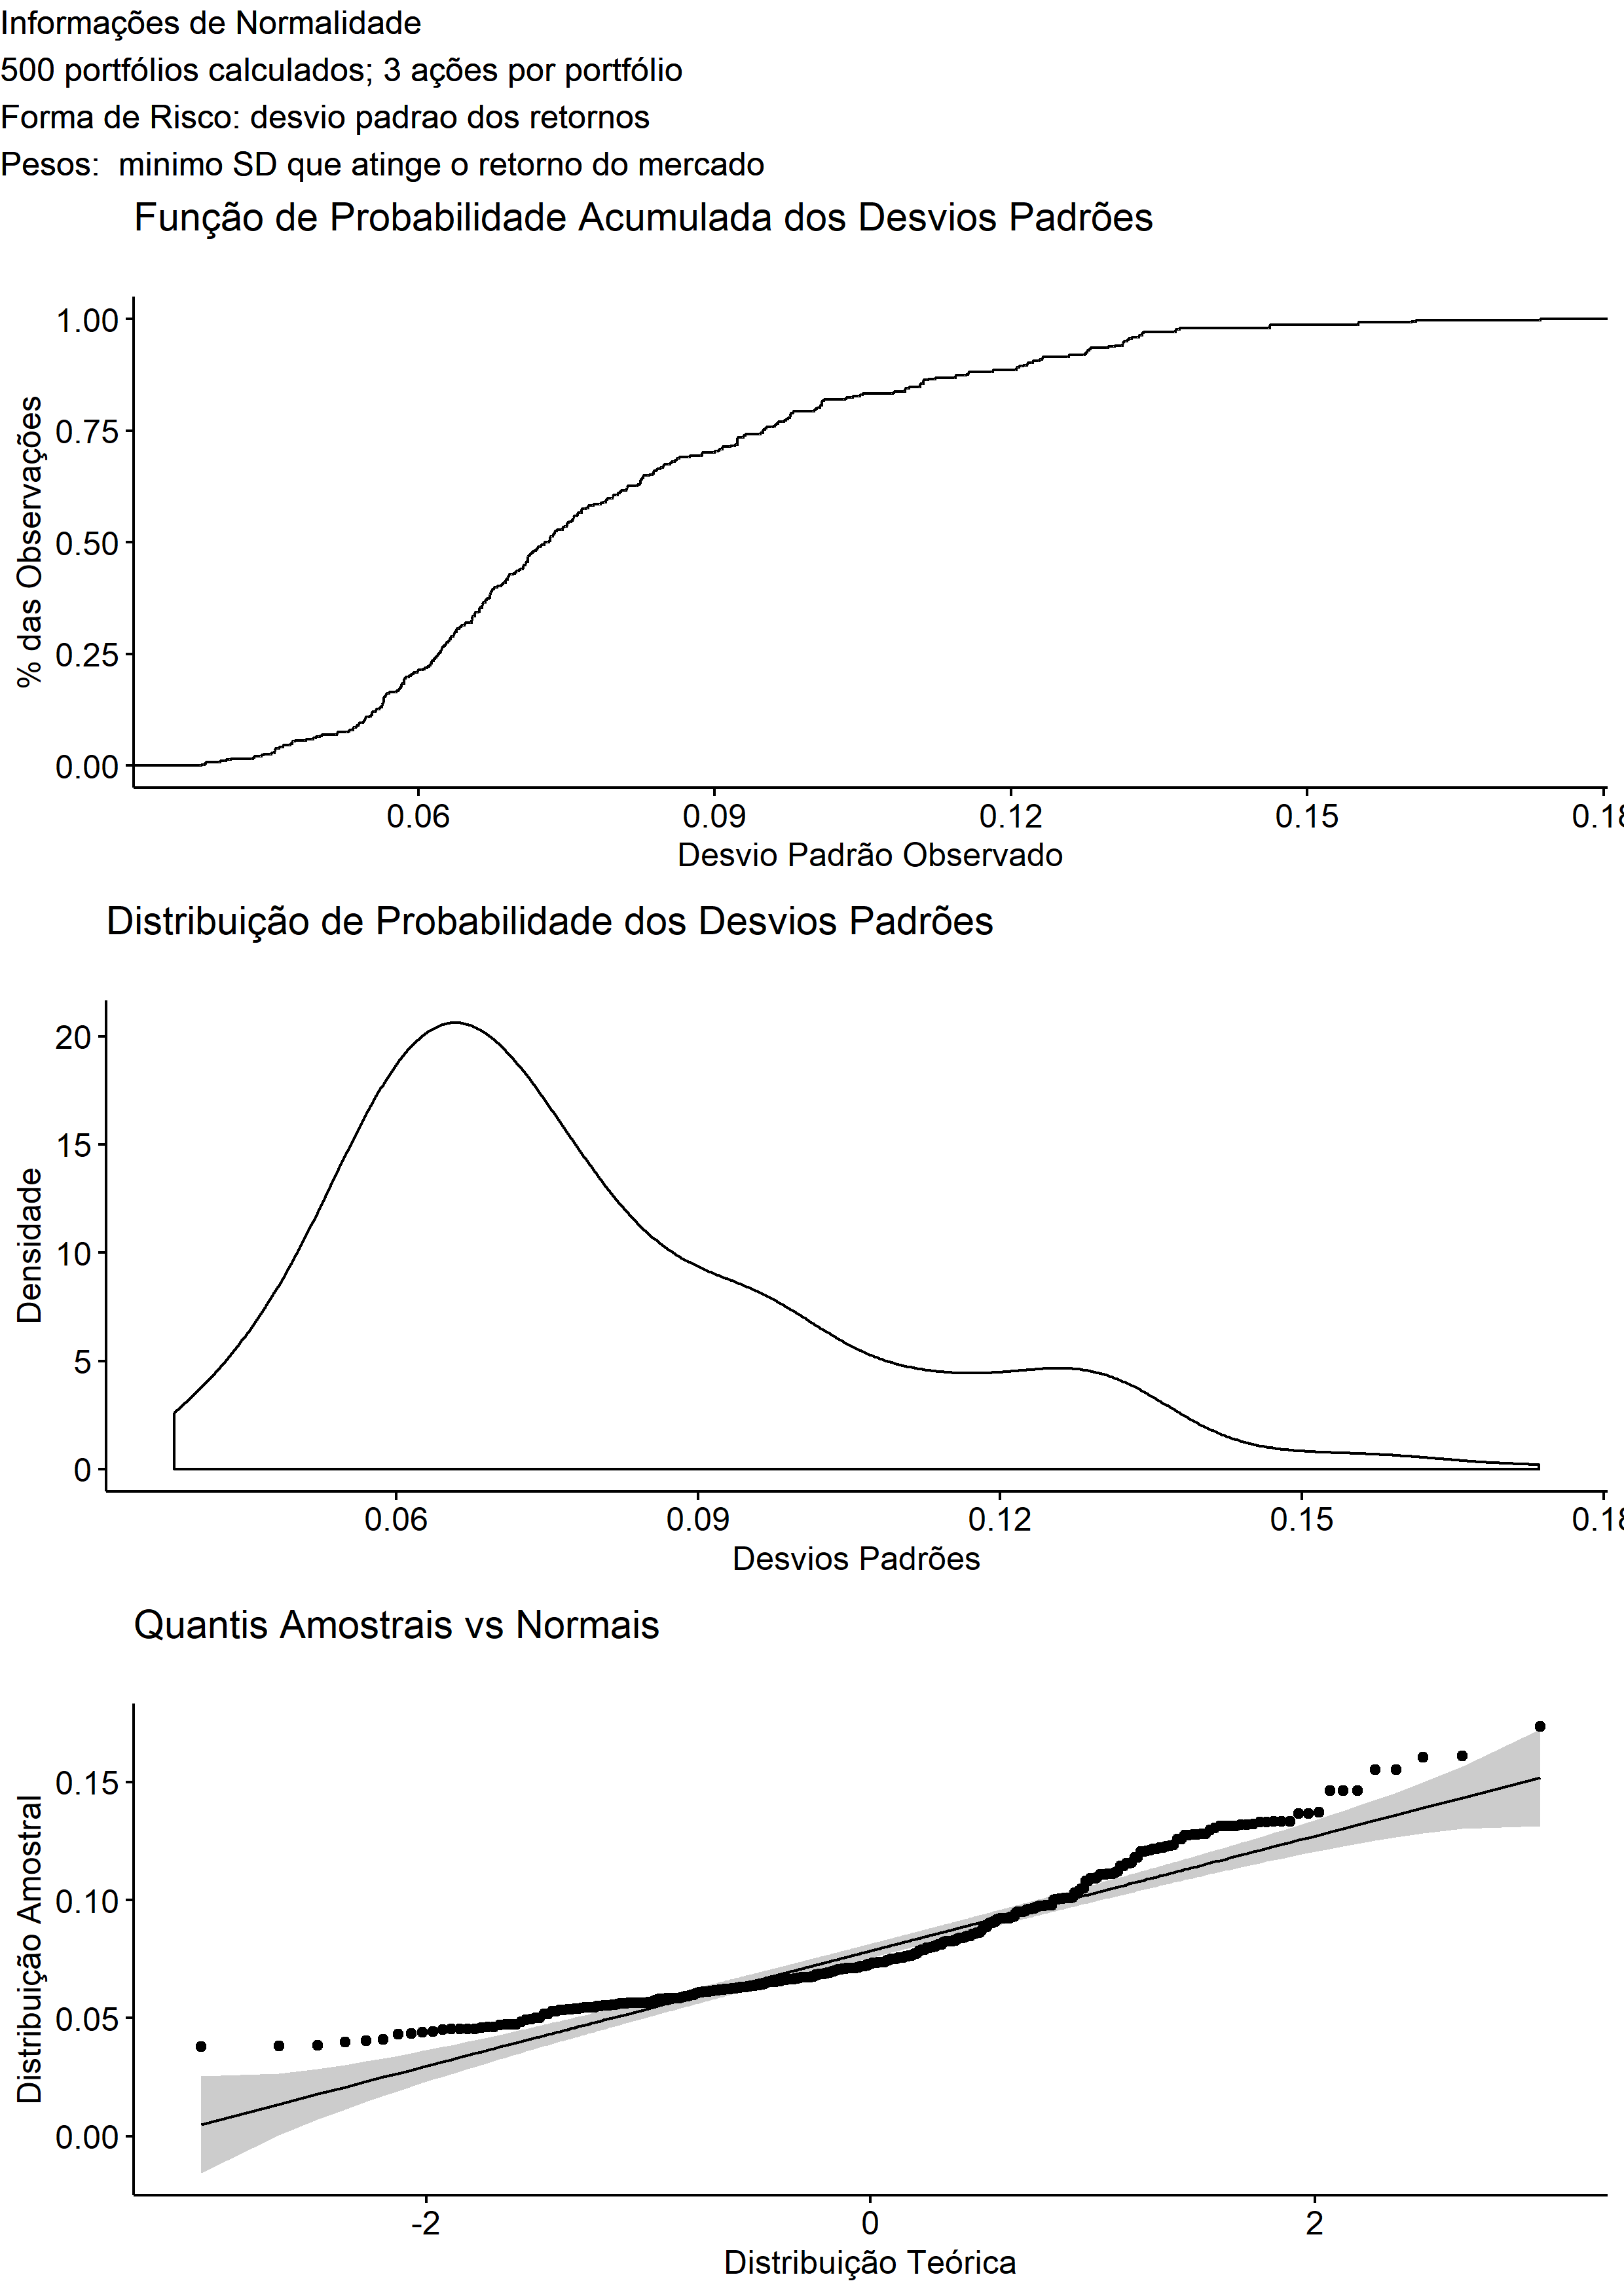 Informações de Normalidade
500 portfólios calculados; 3 ações por portfólio
Forma de Risco: desvio padrao dos retornos
Pesos:  minimo SD que atinge o retorno do mercado
Função de Probabilidade Acumulada dos Desvios Padrões
% das Observações
1.00
0.75
0.50
0.25
0.00
0.06 0.09 0.12 0.15 0.18
Desvio Padrão Observado
Distribuição de Probabilidade dos Desvios Padrões
Densidade
20
15
10
5
0
0.06 0.09 0.12 0.15 0.18
Desvios Padrões
Quantis Amostrais vs Normais
Distribuição Amostral
0.15
0.10
0.05
0.00
-2 0 2
Distribuição Teórica